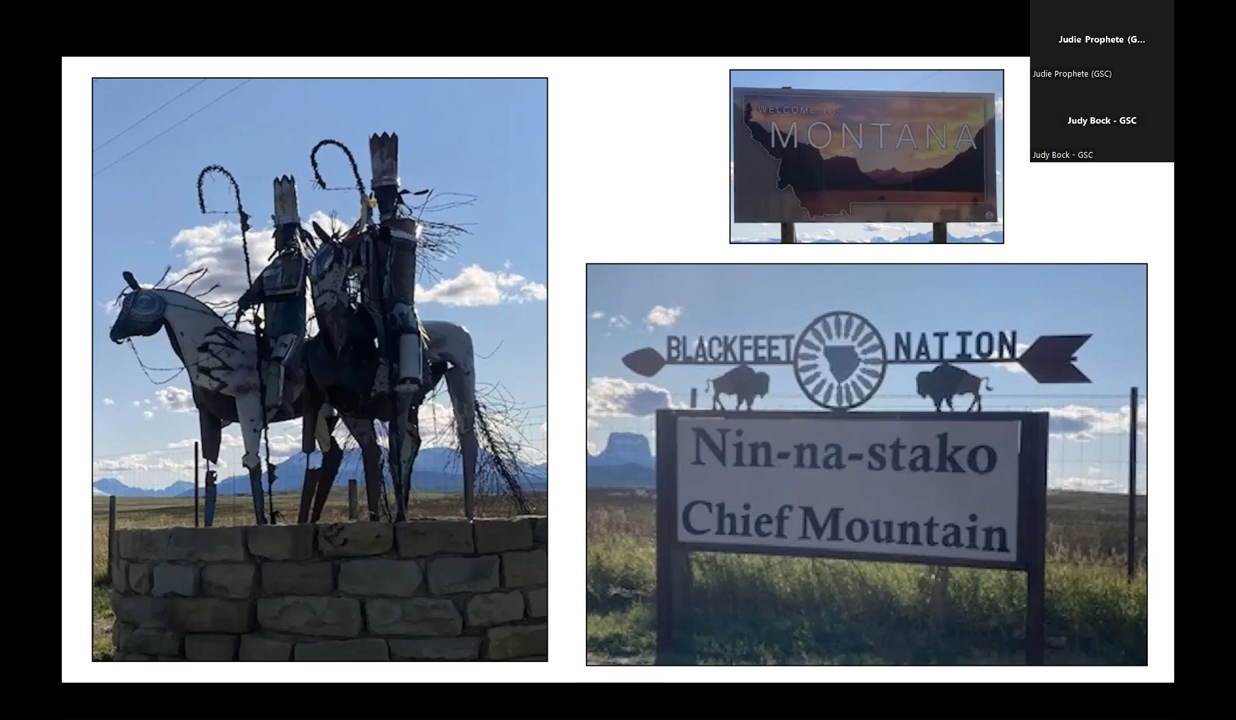 WELCOME TO
MONTANA
BLACKFEET NATION
Nin-na-stako
Chief Mountain
Judie Prophete (G...
Judie Prophete (GSC)
Judy Bock - GSC
Judy Bock - GSC